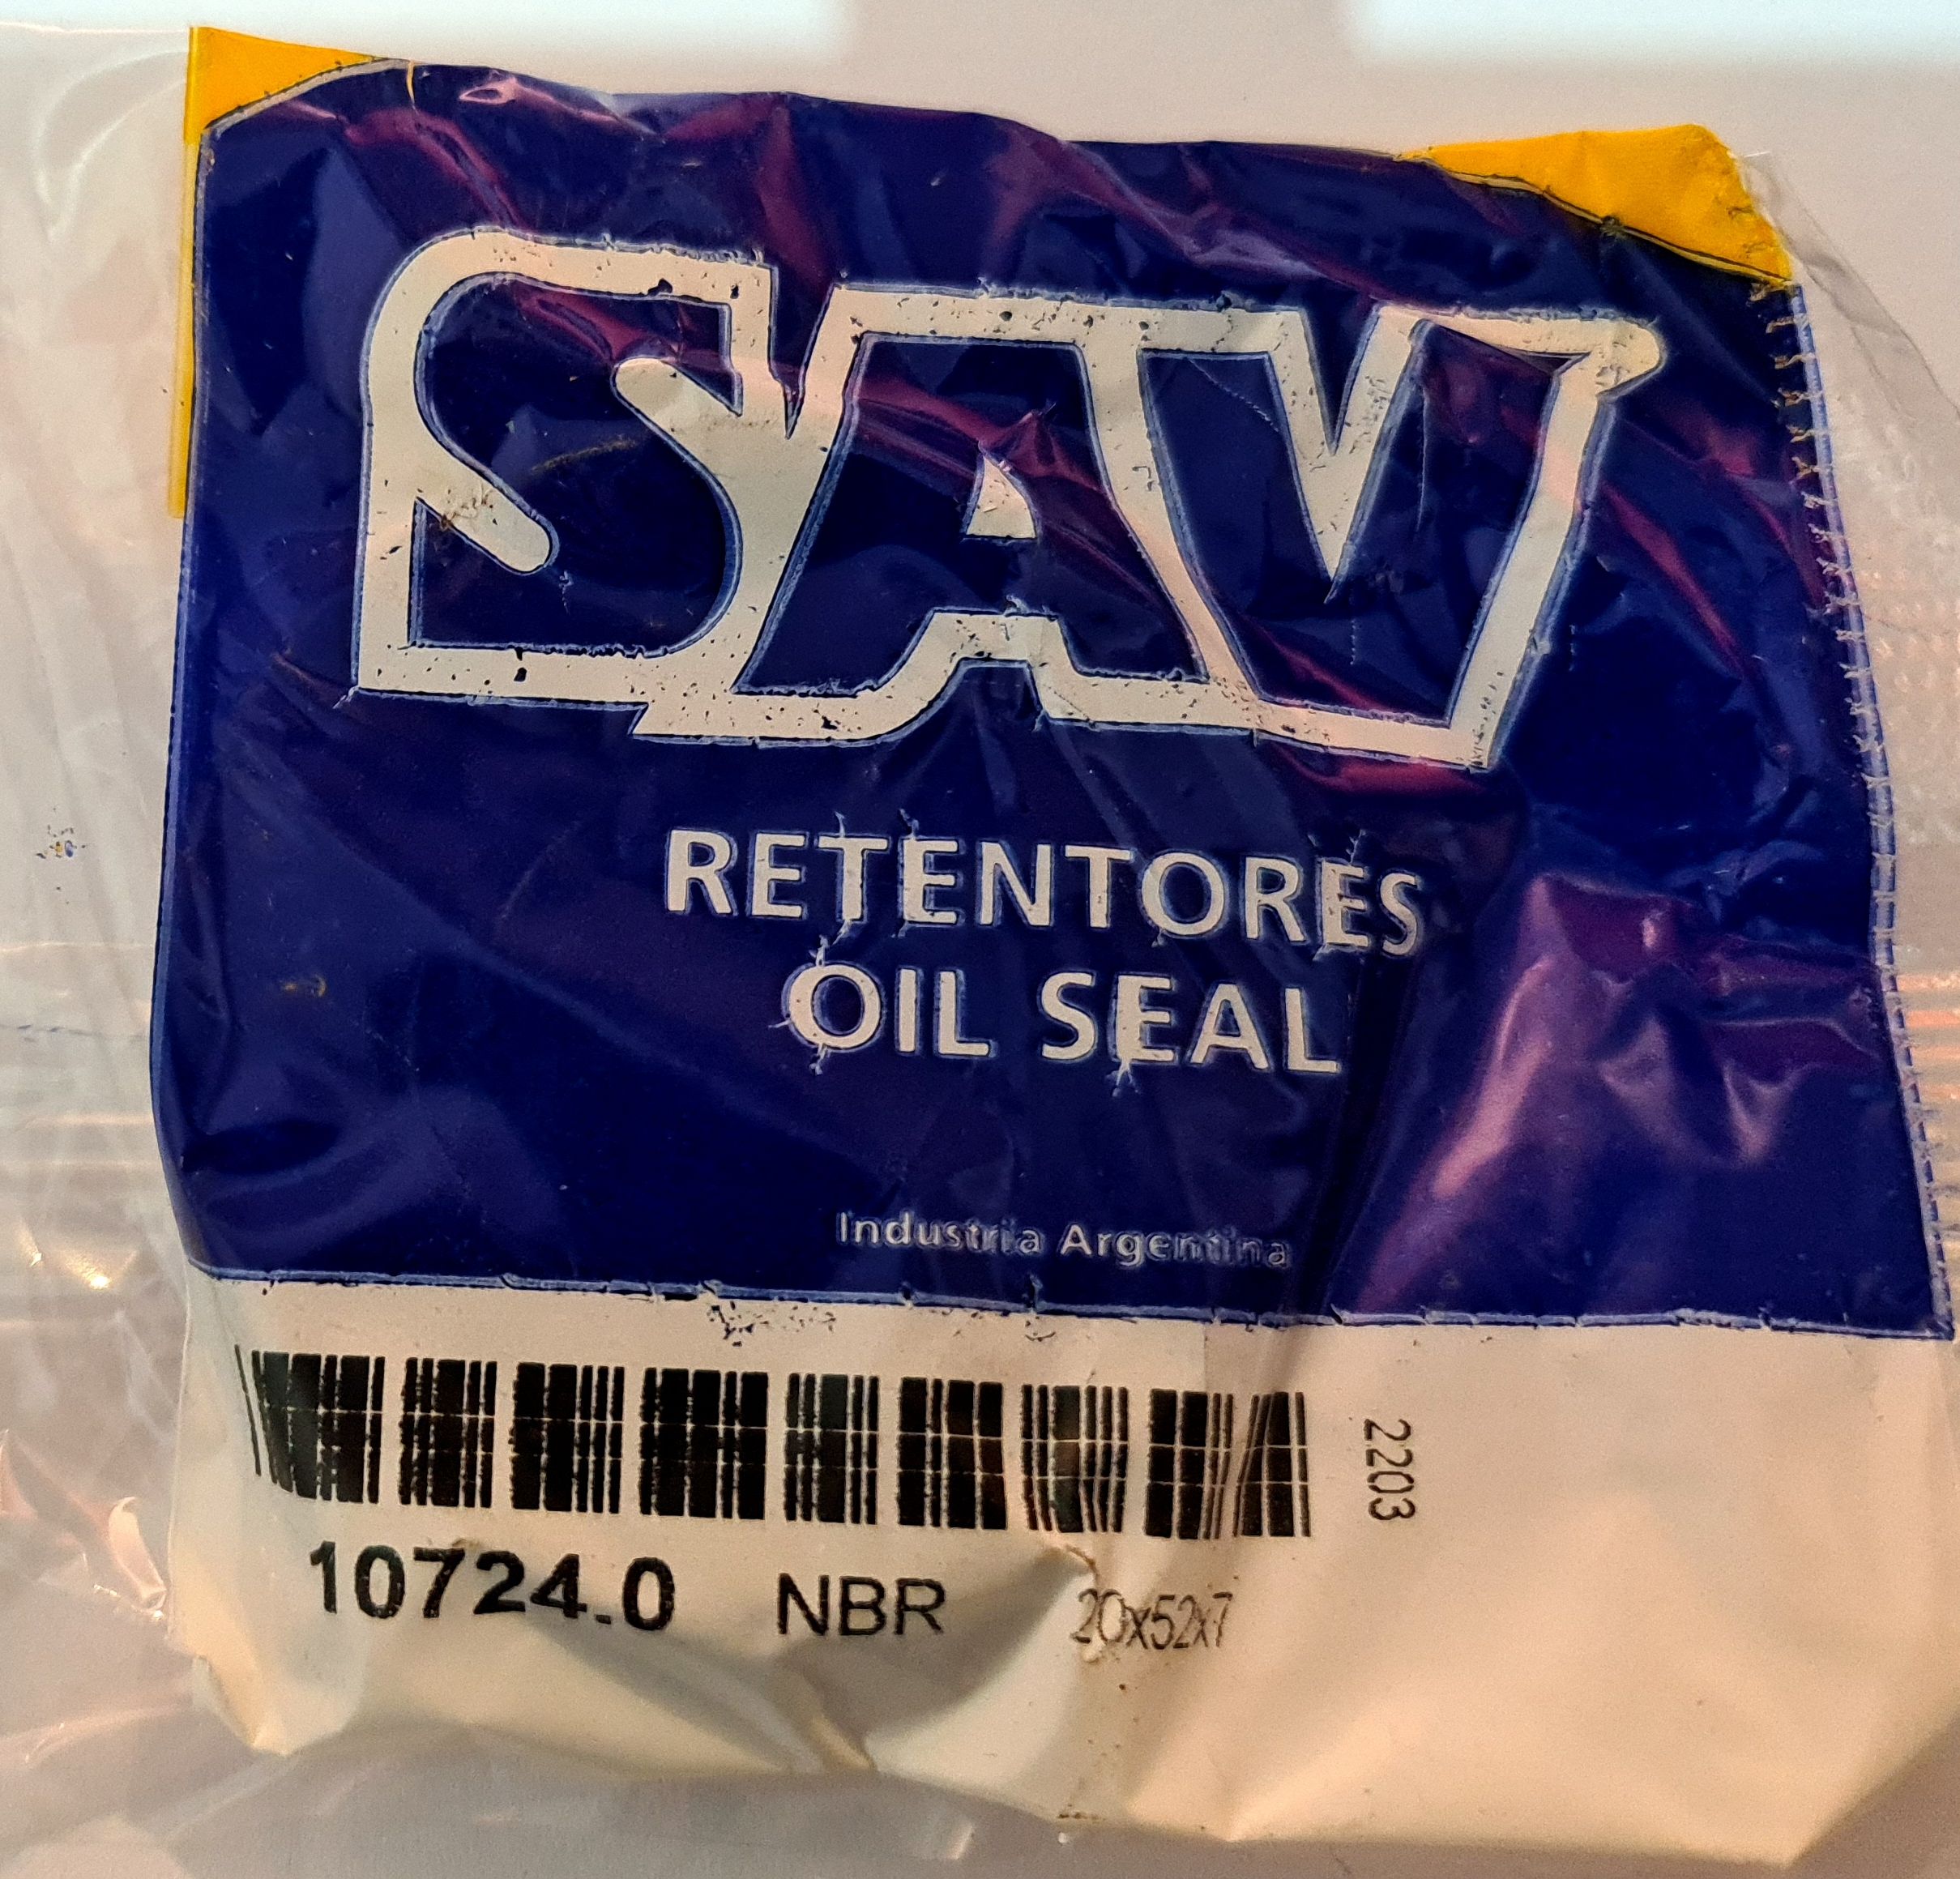 SAV
RETENTORES
OIL SEAL
Industria Argentina
2203
10724.0 NBR 20x52x7